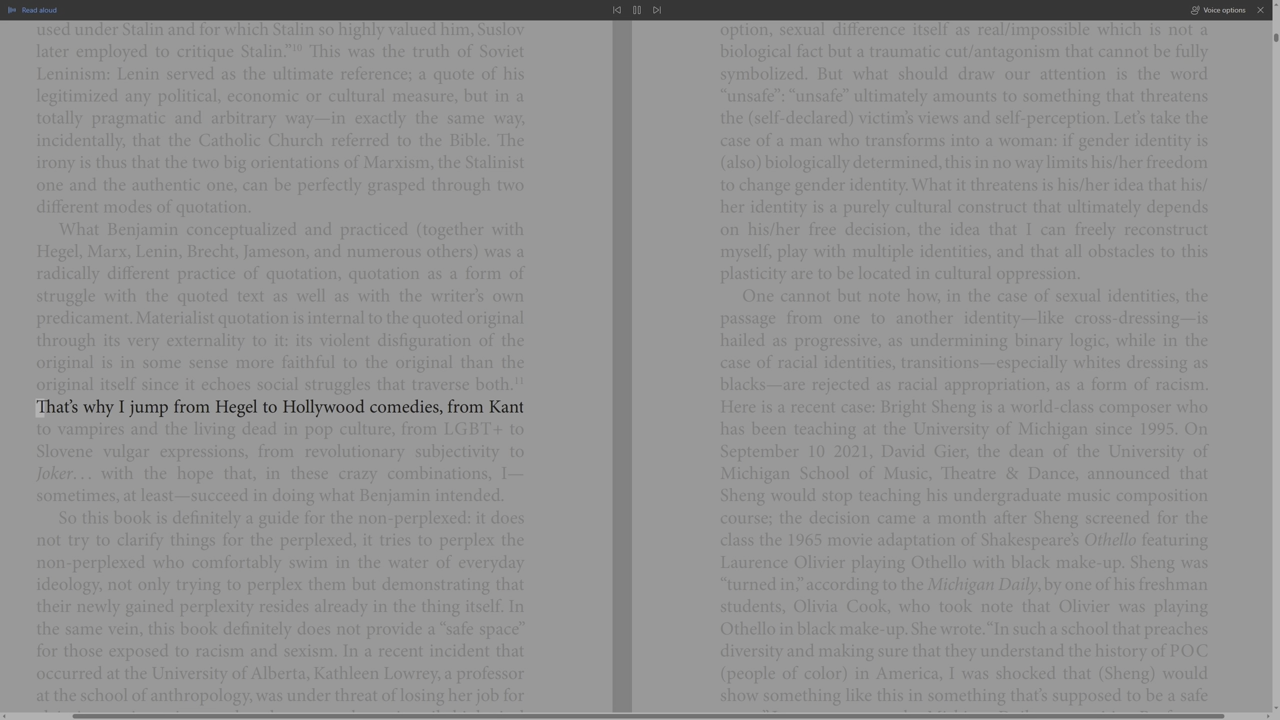 Read aloud
Voice options
used under Stalin and for which Stalin so highly valued him, Suslov
later employed to critique Stalin.”10 This was the truth of Soviet
Leninism: Lenin served as the ultimate reference; a quote of his
legitimized any political, economic or cultural measure, but in a
totally pragmatic and arbitrary way—in exactly the same way,
incidentally, that the Catholic Church referred to the Bible. The
irony is thus that the two big orientations of Marxism, the Stalinist
one and the authentic one, can be perfectly grasped through two
different modes of quotation.
What Benjamin conceptualized and practiced (together with
Hegel, Marx, Lenin, Brecht, Jameson, and numerous others) was a
radically different practice of quotation, quotation as a form of
struggle with the quoted text as well as with the writer’s own
predicament. Materialist quotation is internal to the quoted original
through its very externality to it: its violent disfiguration of the
original is in some sense more faithful to the original than the
original itself since it echoes social struggles that traverse both.11
That’s why I jump from Hegel to Hollywood comedies, from Kant
to vampires and the living dead in pop culture, from LGBT+ to
Slovene vulgar expressions, from revolutionary subjectivity to
Joker. . . with the hope that, in these crazy combinations, I—
sometimes, at least—succeed in doing what Benjamin intended.
So this book is definitely a guide for the non-perplexed: it does
not try to clarify things for the perplexed, it tries to perplex the
non-perplexed who comfortably swim in the water of everyday
ideology, not only trying to perplex them but demonstrating that
their newly gained perplexity resides already in the thing itself. In
the same vein, this book definitely does not provide a “safe space”
for those exposed to racism and sexism. In a recent incident that
occurred at the University of Alberta, Kathleen Lowrey, a professor
at the school of anthropology, was under threat of losing her job for
option, sexual difference itself as real/impossible which is not a
biological fact but a traumatic cut/antagonism that cannot be fully
symbolized. But what should draw our attention is the word
“unsafe”: “unsafe” ultimately amounts to something that threatens
the (self-declared) victim’s views and self-perception. Let’s take the
case of a man who transforms into a woman: if gender identity is
(also) biologically determined, this in no way limits his/her freedom
to change gender identity. What it threatens is his/her idea that his/
her identity is a purely cultural construct that ultimately depends
on his/her free decision, the idea that I can freely reconstruct
myself, play with multiple identities, and that all obstacles to this
plasticity are to be located in cultural oppression.
One cannot but note how, in the case of sexual identities, the
passage from one to another identity—like cross-dressing—is
hailed as progressive, as undermining binary logic, while in the
case of racial identities, transitions—especially whites dressing as
blacks—are rejected as racial appropriation, as a form of racism.
Here is a recent case: Bright Sheng is a world-class composer who
has been teaching at the University of Michigan since 1995. On
September 10 2021, David Gier, the dean of the University of
Michigan School of Music, Theatre & Dance, announced that
Sheng would stop teaching his undergraduate music composition
course; the decision came a month after Sheng screened for the
class the 1965 movie adaptation of Shakespeare’s Othello featuring
Laurence Olivier playing Othello with black make-up. Sheng was
“turned in,” according to the Michigan Daily, by one of his freshman
students, Olivia Cook, who took note that Olivier was playing
Othello in black make-up. She wrote. “In such a school that preaches
diversity and making sure that they understand the history of POC
(people of color) in America, I was shocked that (Sheng) would
show something like this in something that’s supposed to be a safe